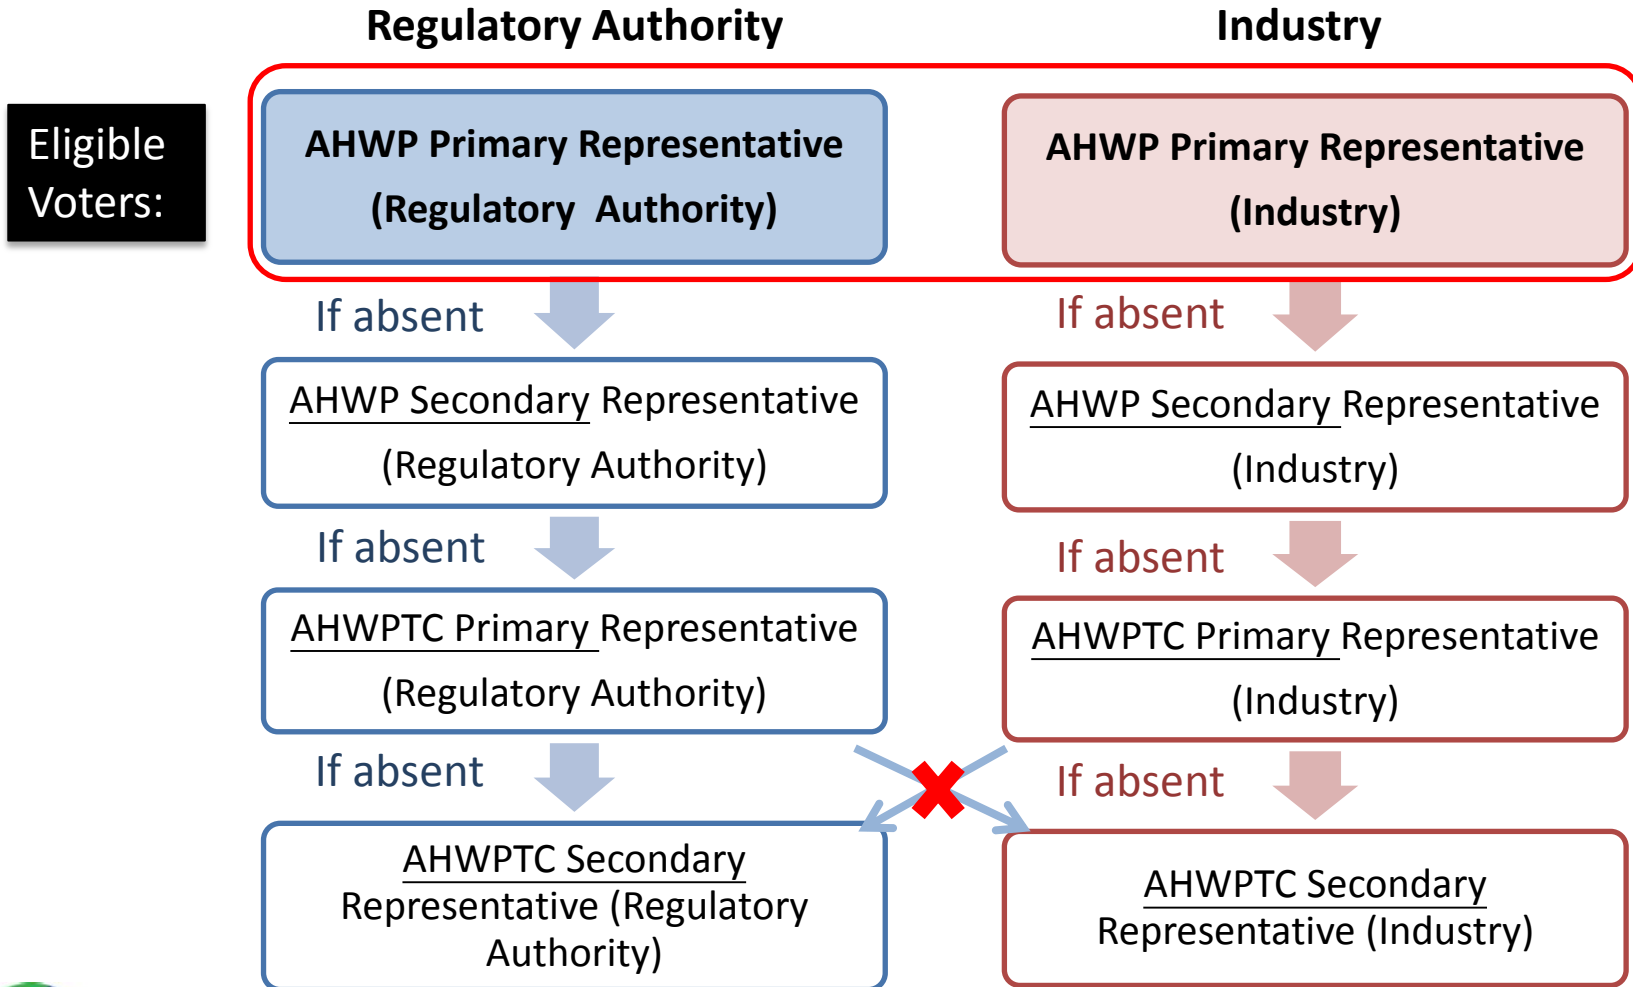 Regulatory Authority
Industry
Eligible
Voters:
AHWP Primary Representative
(Regulatory Authority)
AHWP Primary Representative
(Industry)
If absent
If absent
AHWP Secondary Representative
(Regulatory Authority)
AHWP Secondary Representative
(Industry)
If absent
If absent
AHWPTC Primary Representative
(Regulatory Authority)
AHWPTC Primary Representative
(Industry)
If absent
If absent
AHWPTC Secondary
Representative (Regulatory
Authority)
AHWPTC Secondary
Representative (Industry)